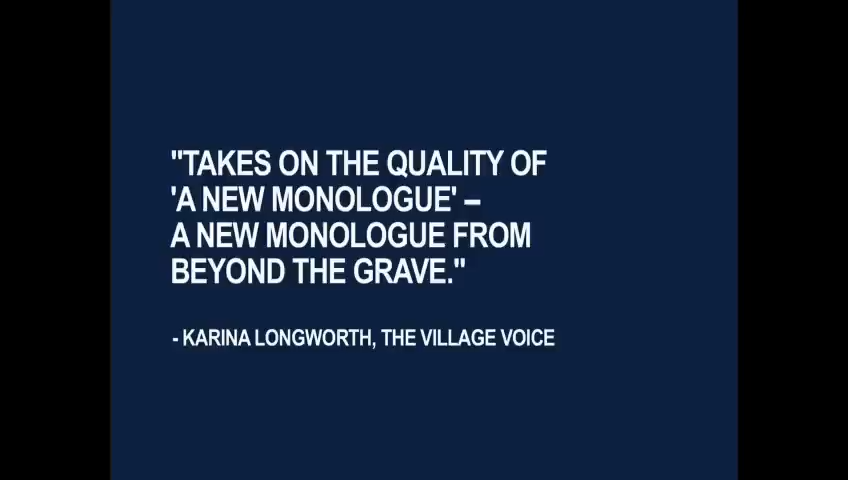 "TAKES ON THE QUALITY OF
'A NEW MONOLOGUE' –
A NEW MONOLOGUE FROM
BEYOND THE GRAVE."
- KARINA LONGWORTH, THE VILLAGE VOICE